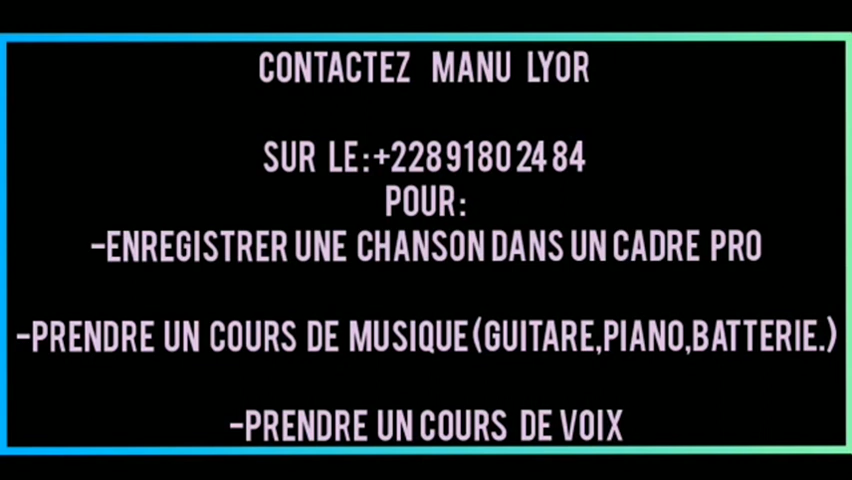 CONTACTEZ MANU LYOR
SUR LE : +228 91 80 24 84
POUR :
-ENREGISTRER UNE CHANSON DANS UN CADRE PRO
-PRENDRE UN COURS DE MUSIQUE (GUITARE,PIANO,BATTERIE.)
-PRENDRE UN COURS DE VOIX